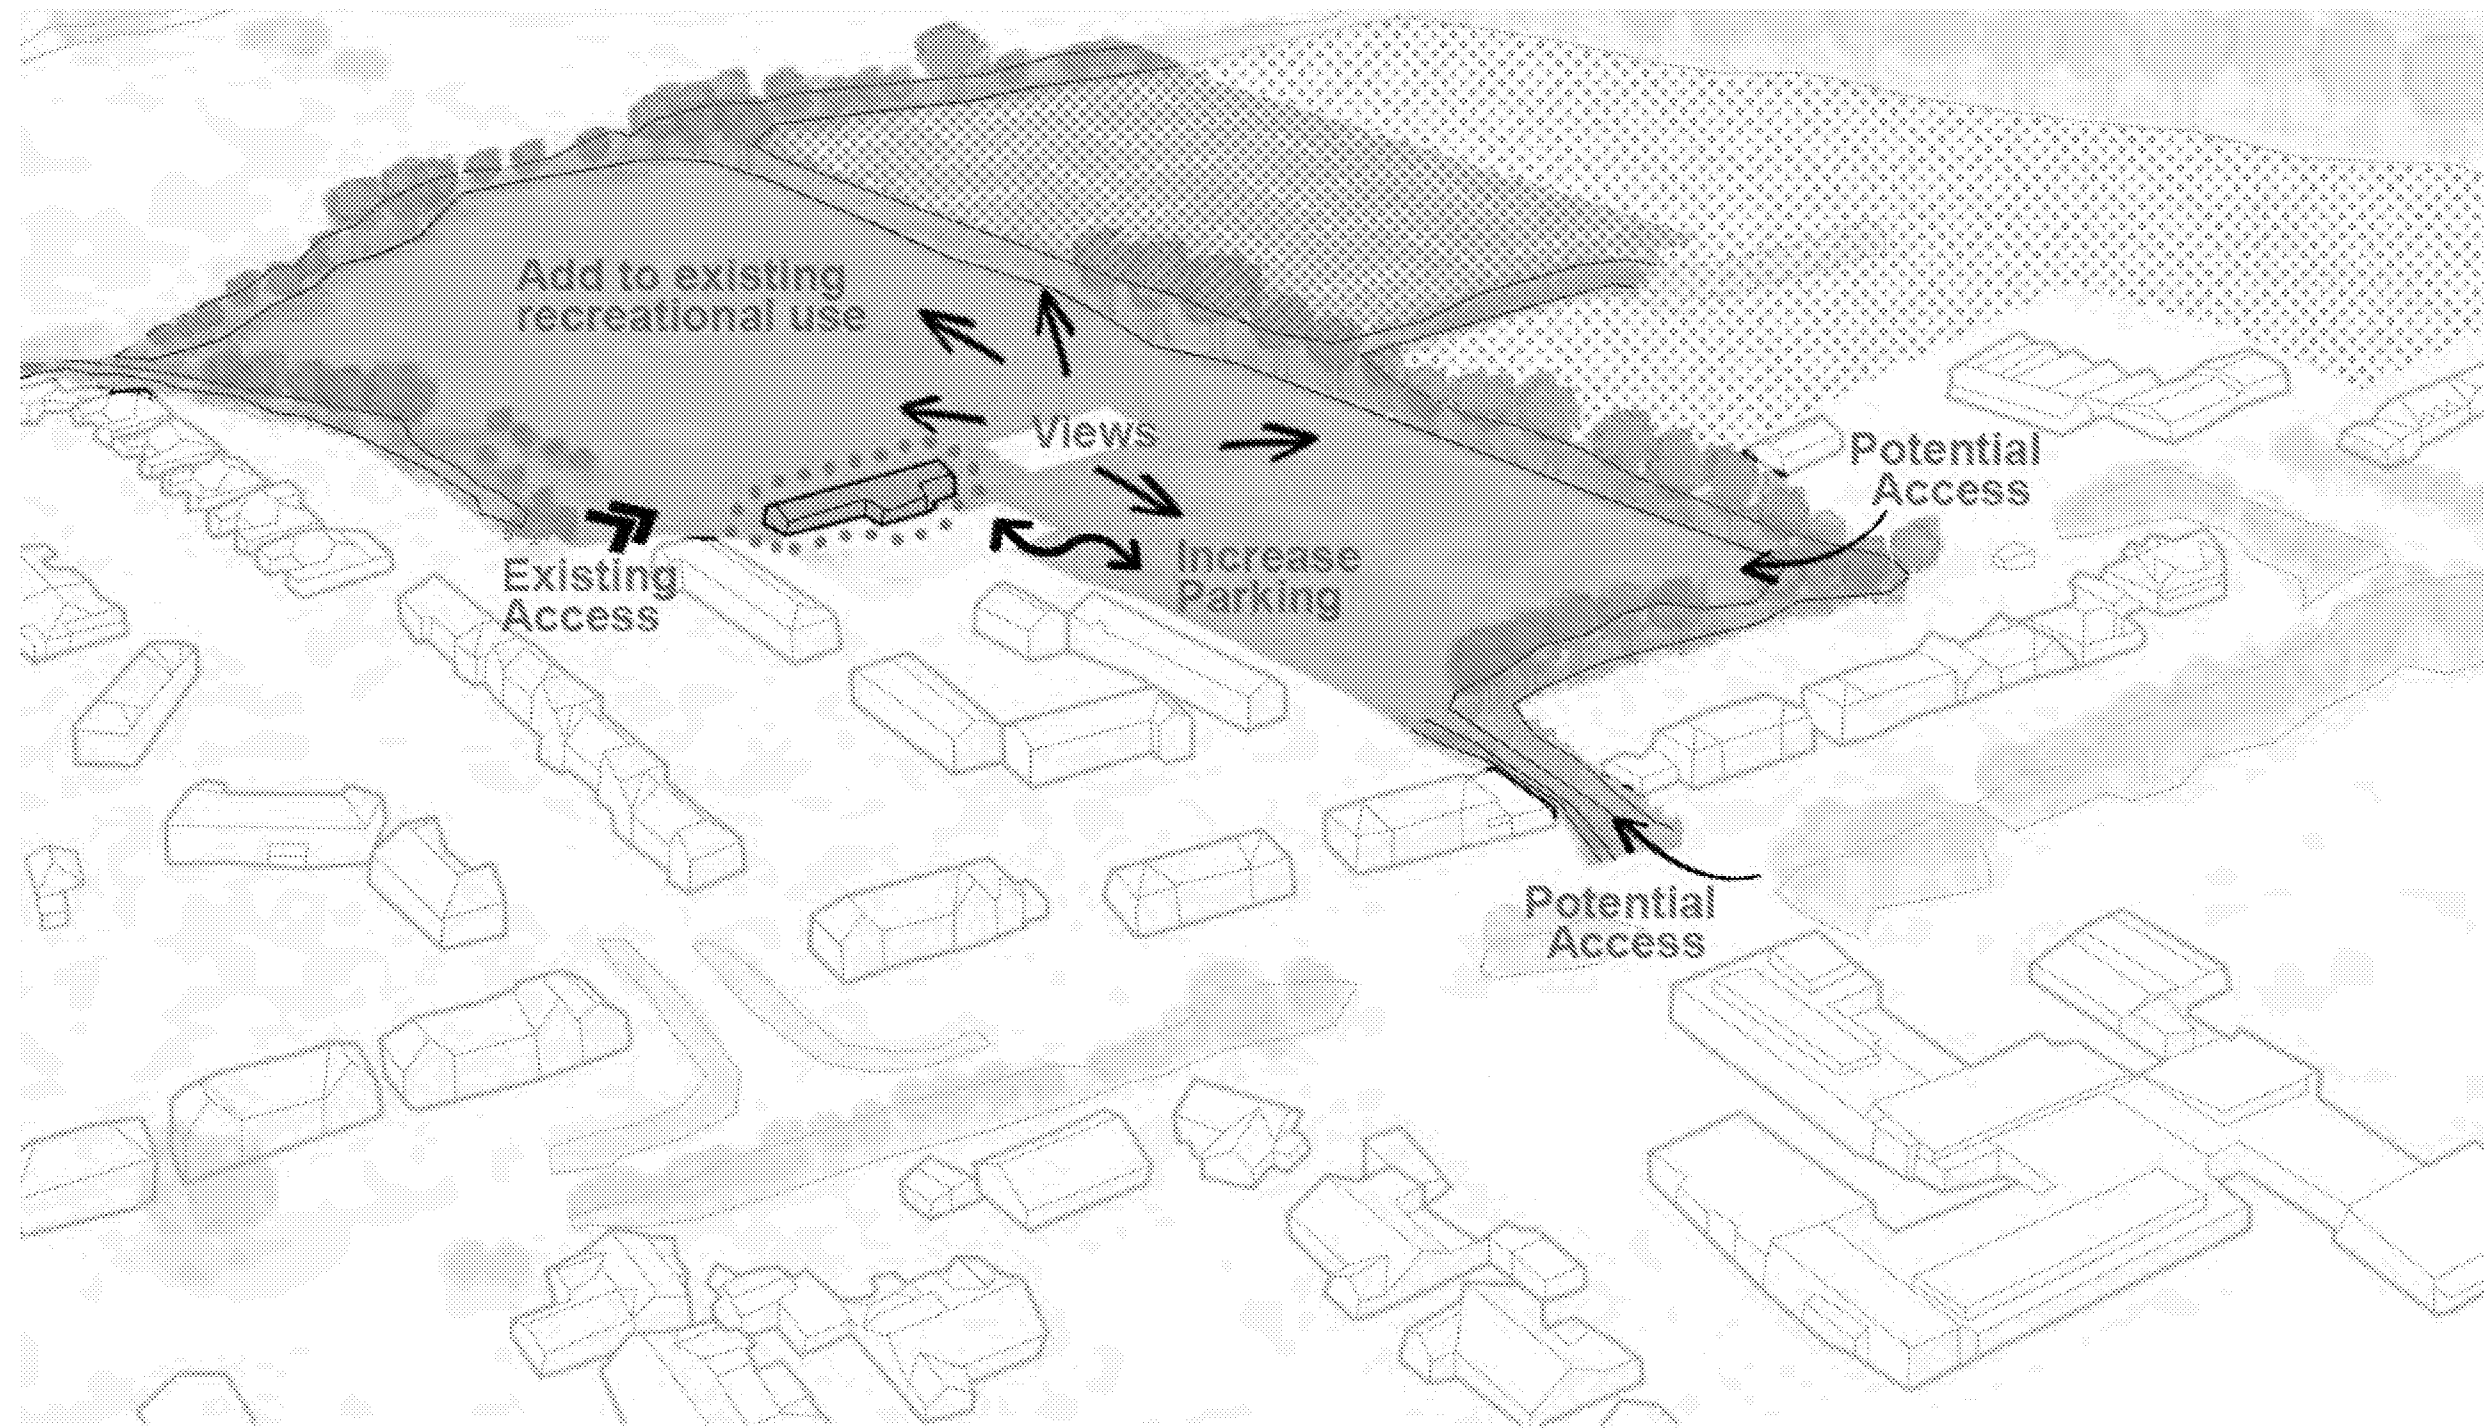 Add to existing
recreational use
Views
Potential
Access
Increase
Parking
Existing
Access
Potential
Access